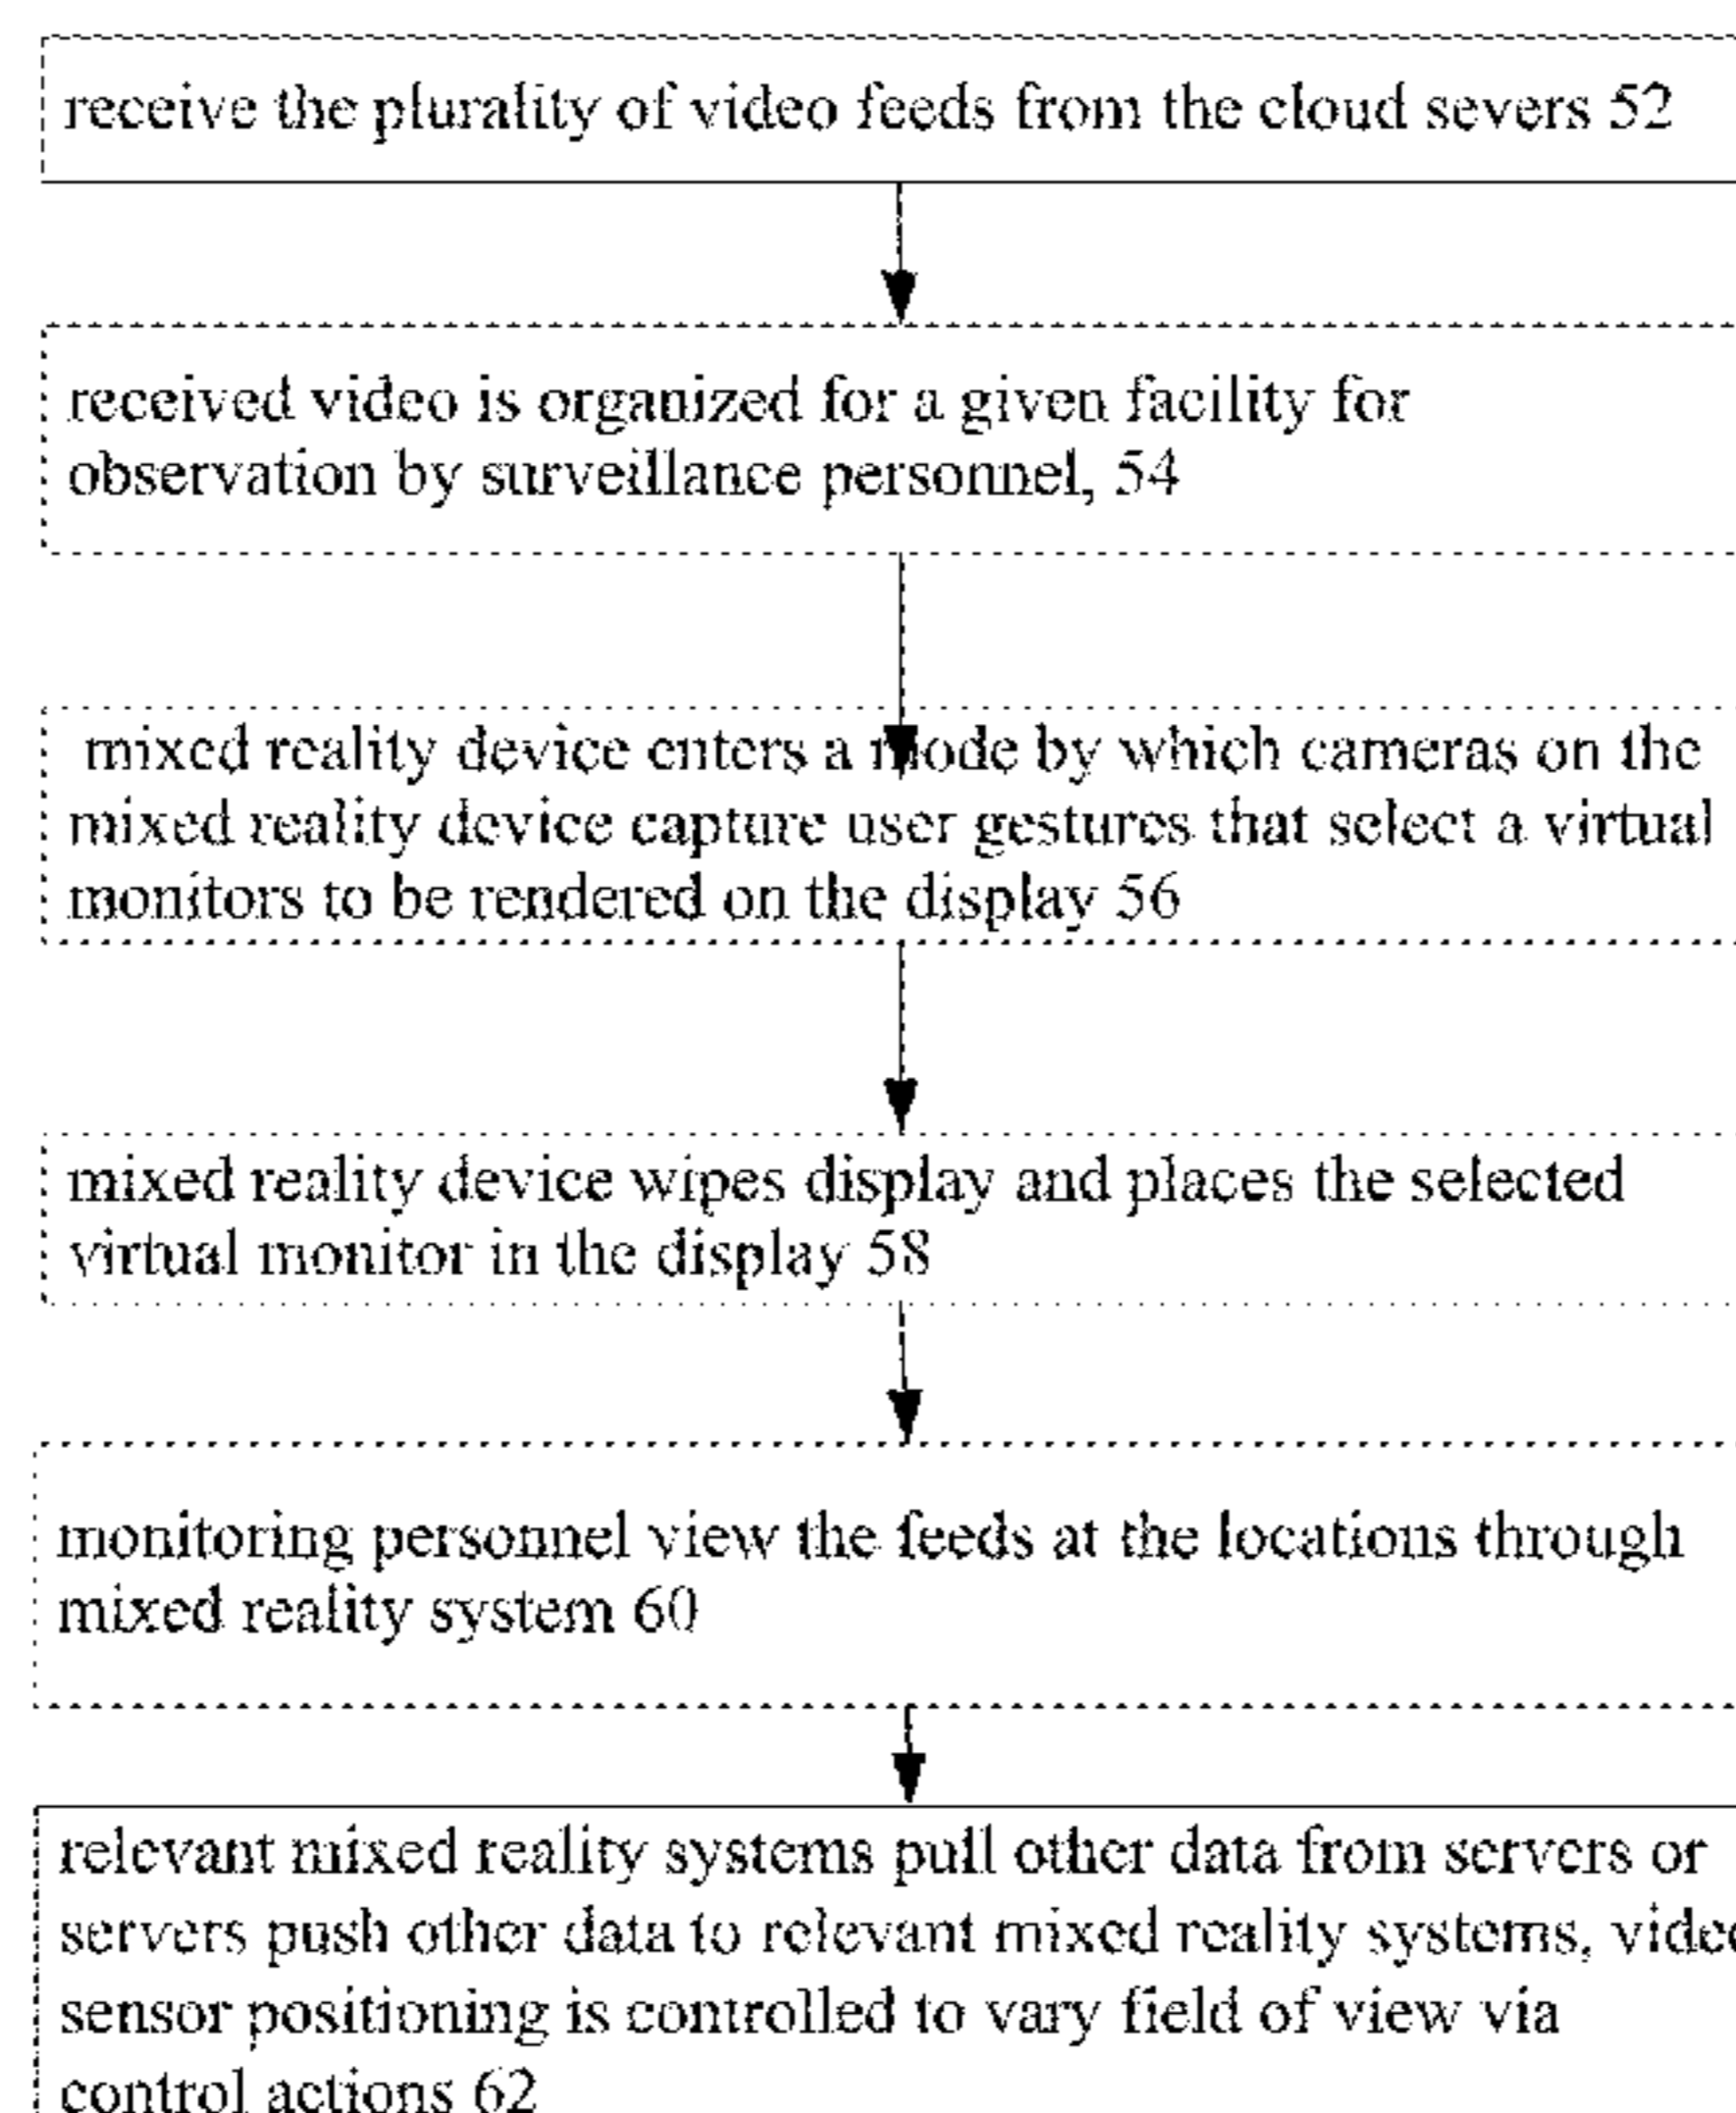 receive the plurality of video feeds from the cloud severs 52
received video is organized for a given facility for
observation by surveillance personnel, 54
mixed reality device enters a mode by which cameras on the
mixed reality device capture user gestures that select a virtual
monitors to be rendered on the display 56
mixed reality device wipes display and places the selected
virtual monitor in the display 58
monitoring personnel view the feeds at the locations through
mixed reality system 60
relevant mixed reality systems pull other data from servers or
servers push other data to relevant mixed reality systems, video
sensor positioning is controlled to vary field of view via
control actions 62